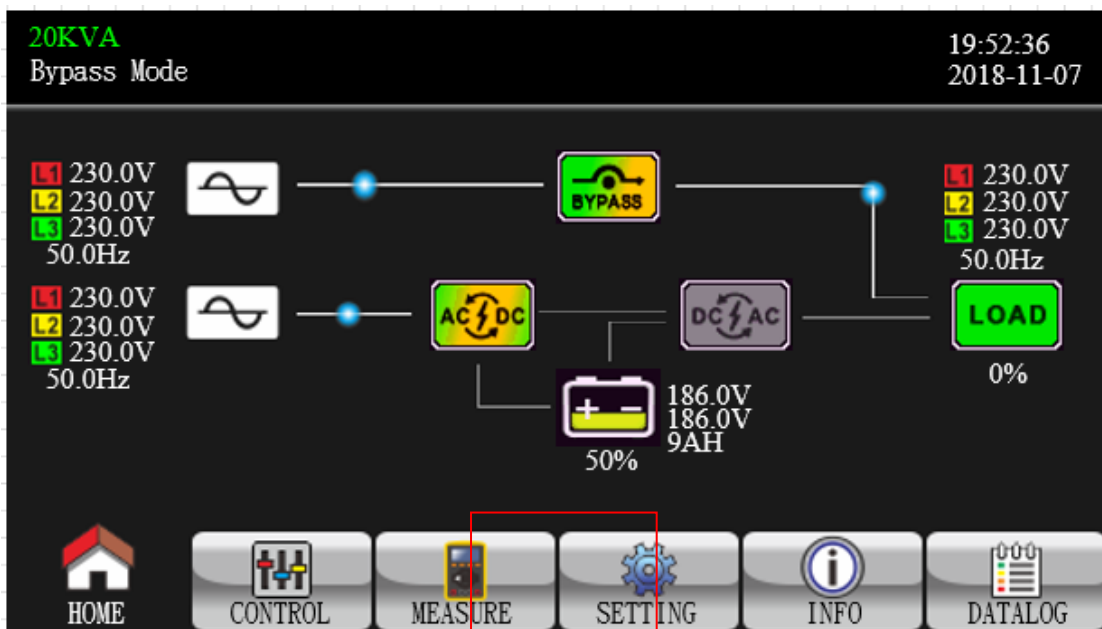 20KVA
Bypass Mode
19:52:36
2018-11-07
L1 230.0V
L2 230.0V
L3 230.0V
50.0Hz
BYPASS
L1 230.0V
L2 230.0V
L3 230.0V
50.0Hz
L1 230.0V
L2 230.0V
L3 230.0V
50.0Hz
AC DC
DC AC
LOAD
0%
+ −
186.0V
186.0V
9AH
50%
HOME
CONTROL
MEASURE
SETTING
INFO
DATALOG